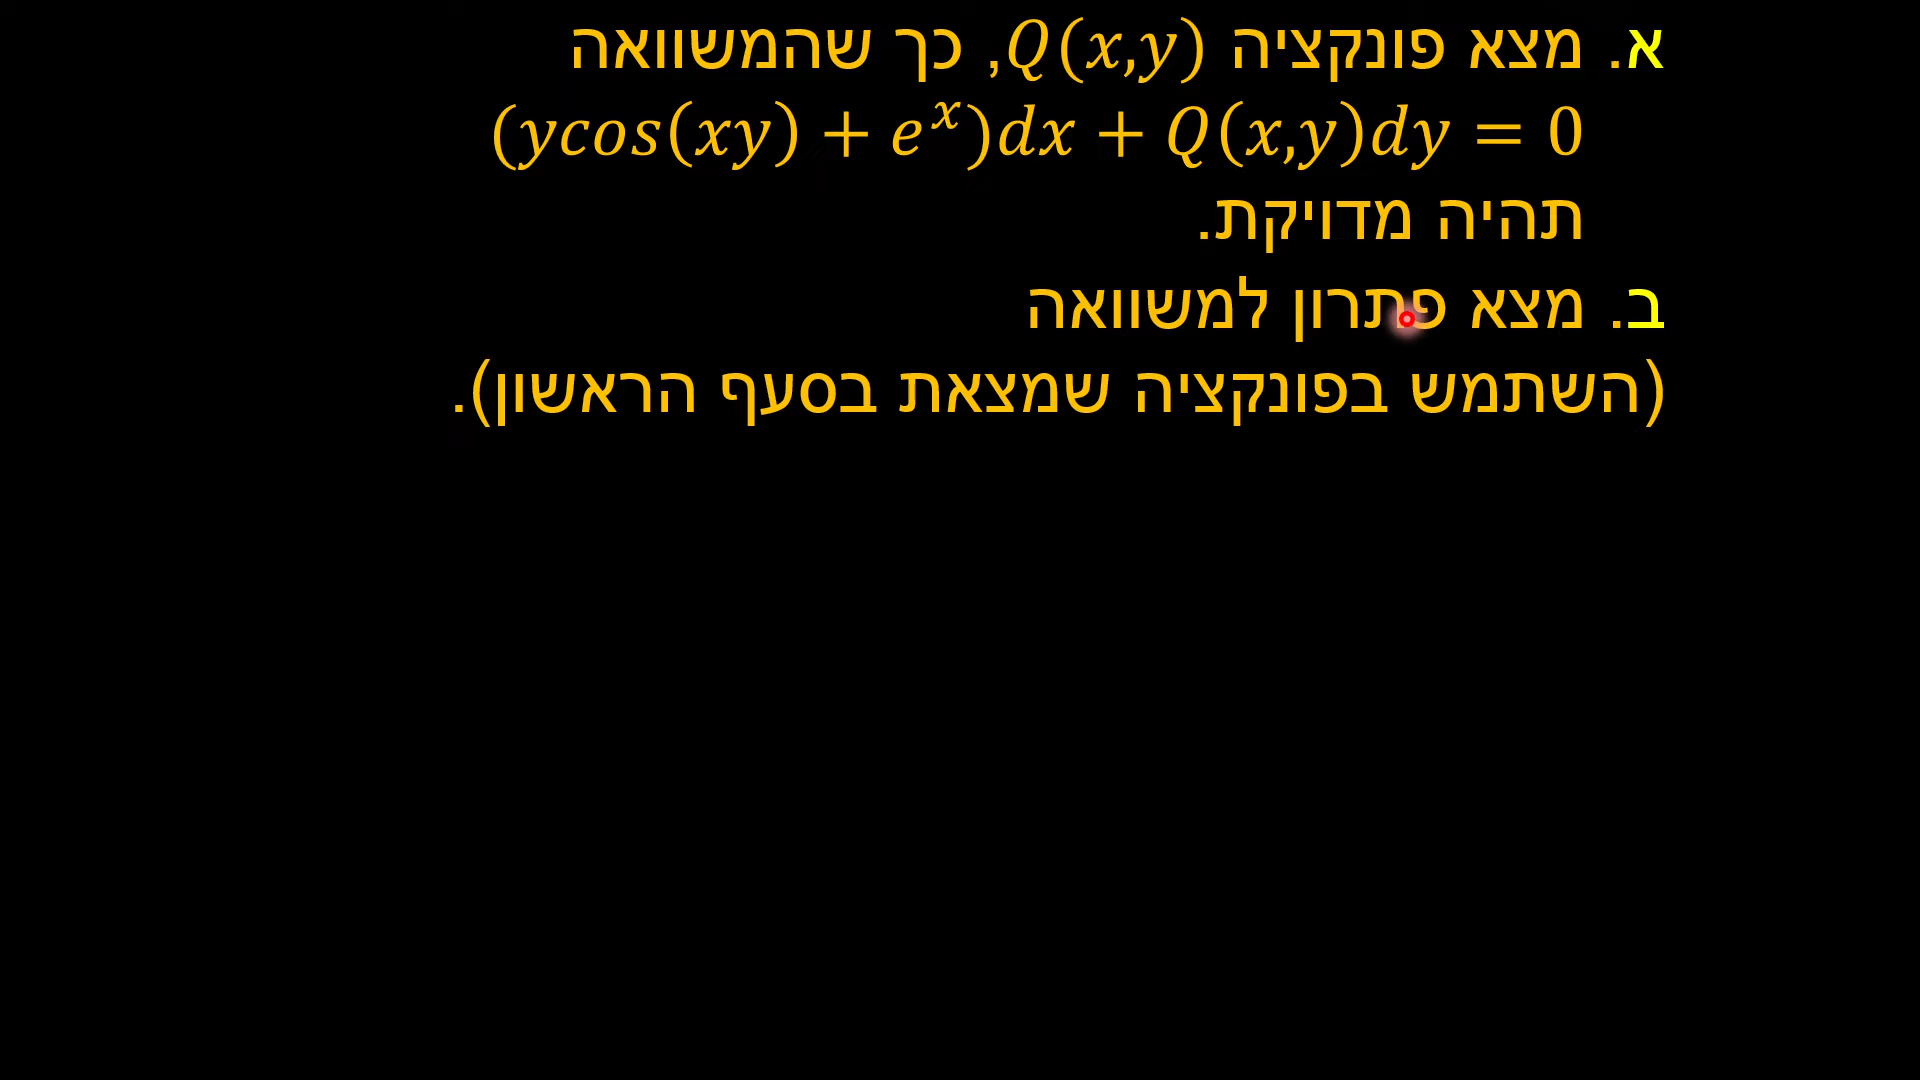 א. מצא פונקציה Q(x,y), כך שהמשוואה
(ycos(xy) + eˣ)dx + Q(x,y)dy = 0
תהיה מדויקת.
ב. מצא פתרון למשוואה
(השתמש בפונקציה שמצאת בסעף הראשון).